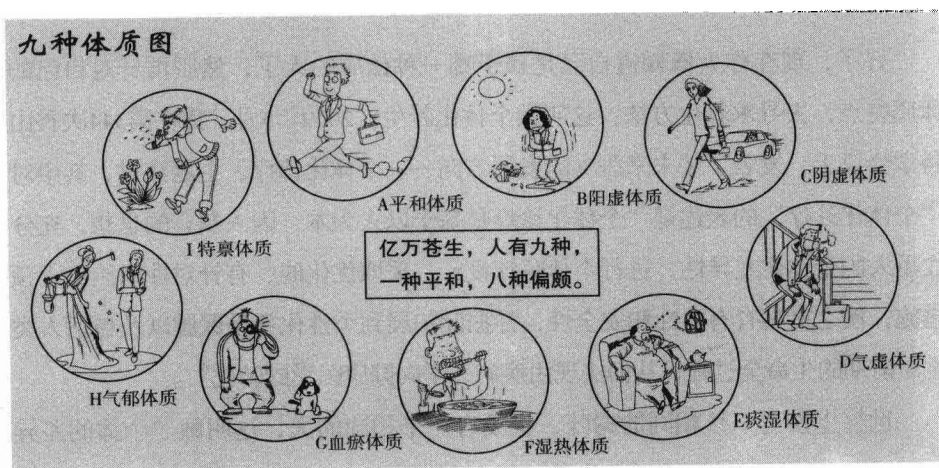 九种体质图
A平和体质
B阳虚体质
C阴虚体质
I特禀体质
亿万苍生，人有九种，
一种平和，八种偏颇。
D气虚体质
H气郁体质
E痰湿体质
G血瘀体质
F湿热体质